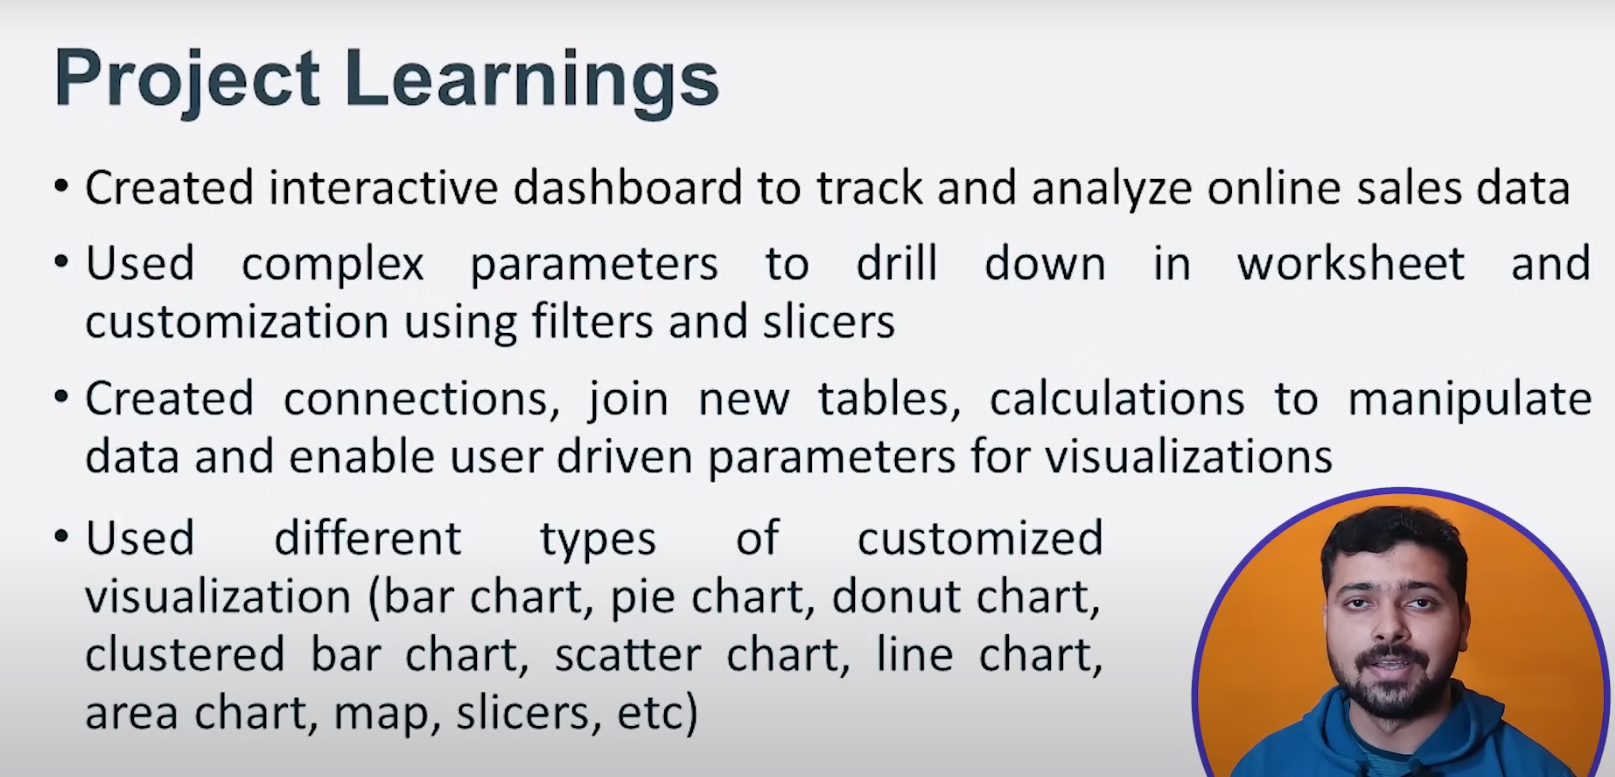 Project Learnings
• Created interactive dashboard to track and analyze online sales data
• Used complex parameters to drill down in worksheet and
customization using filters and slicers
• Created connections, join new tables, calculations to manipulate
data and enable user driven parameters for visualizations
• Used different types of customized
visualization (bar chart, pie chart, donut chart,
clustered bar chart, scatter chart, line chart,
area chart, map, slicers, etc)